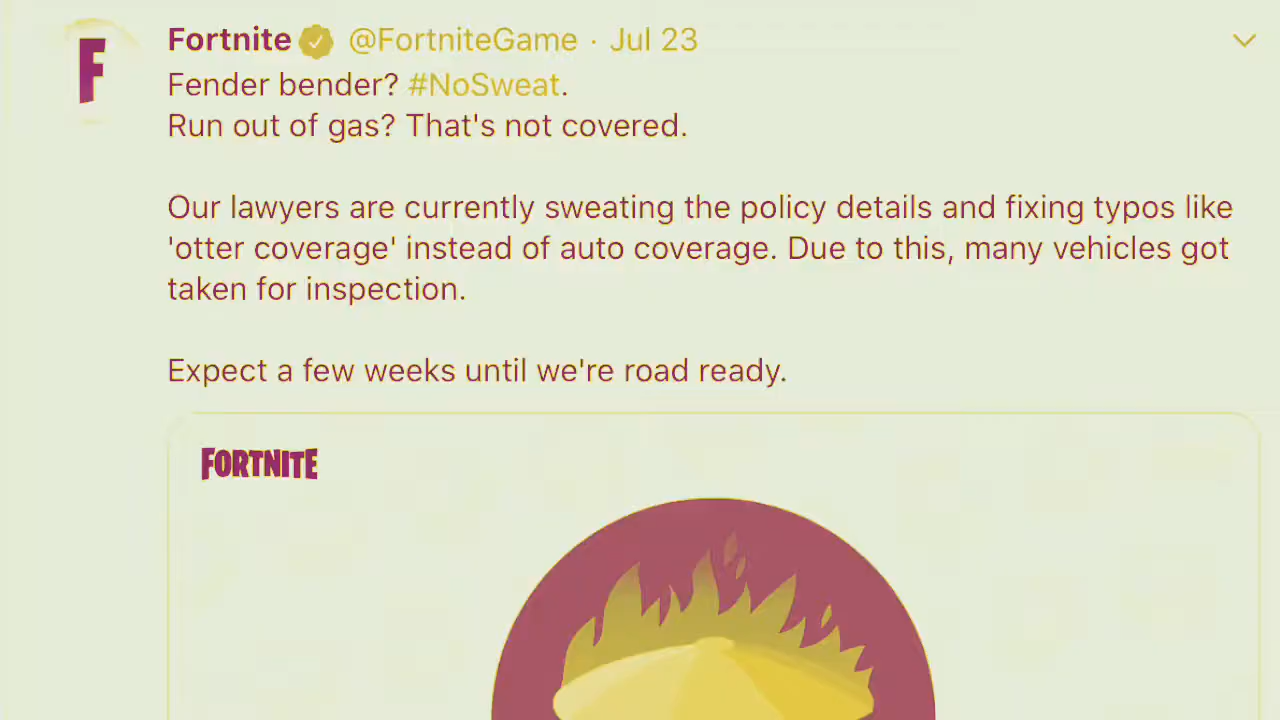 Fortnite @FortniteGame · Jul 23
Fender bender? #NoSweat.
Run out of gas? That's not covered.
Our lawyers are currently sweating the policy details and fixing typos like
'otter coverage' instead of auto coverage. Due to this, many vehicles got
taken for inspection.
Expect a few weeks until we're road ready.
FORTNITE